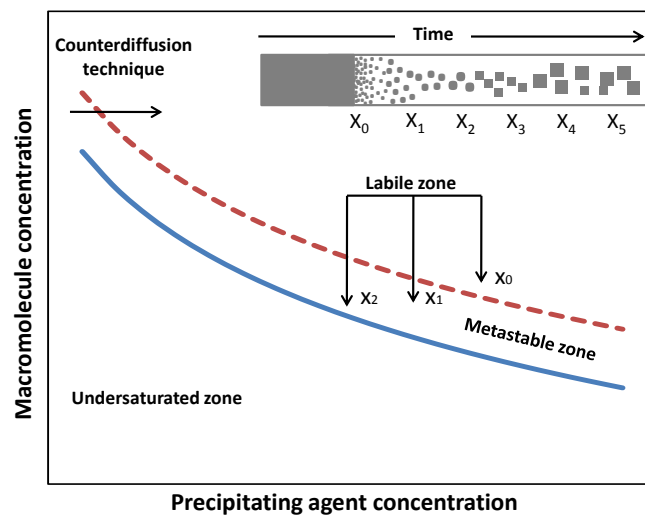 Counterdiffusion
technique
Time
X0 X1 X2 X3 X4 X5
Labile zone
X0
X2 X1
Metastable zone
Undersaturated zone
Macromolecule concentration
Precipitating agent concentration